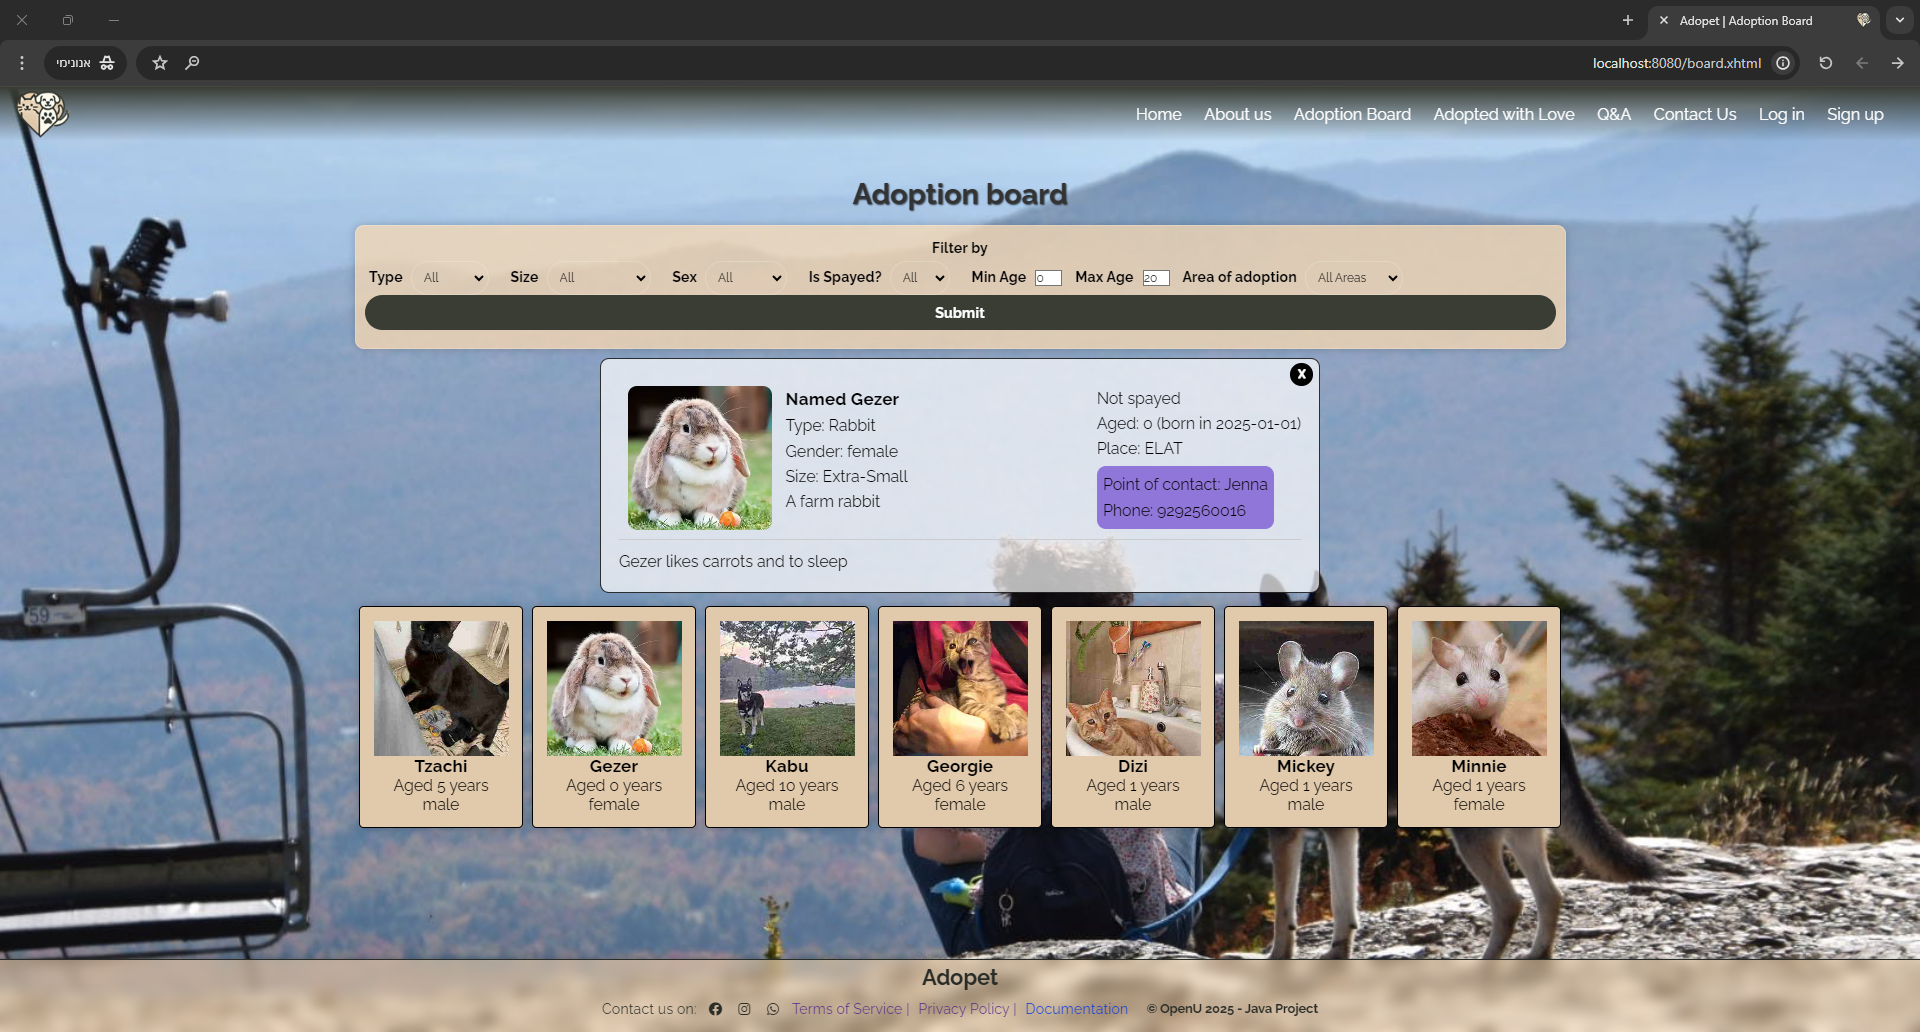 Adopet | Adoption Board
אנונימי
localhost:8080/board.xhtml
Home About us Adoption Board Adopted with Love Q&A Contact Us Log in Sign up
Adoption board
Filter by
Type All Size All Sex All Is Spayed? All Min Age 0 Max Age 20 Area of adoption All Areas
Submit
X
Named Gezer
Type: Rabbit
Gender: female
Size: Extra-Small
A farm rabbit
Not spayed
Aged: 0 (born in 2025-01-01)
Place: ELAT
Point of contact: Jenna
Phone: 9292560016
Gezer likes carrots and to sleep
59
Tzachi
Aged 5 years
male
Gezer
Aged 0 years
female
Kabu
Aged 10 years
male
Georgie
Aged 6 years
female
Dizi
Aged 1 years
male
Mickey
Aged 1 years
male
Minnie
Aged 1 years
female
Adopet
Contact us on: Terms of Service | Privacy Policy | Documentation © OpenU 2025 - Java Project